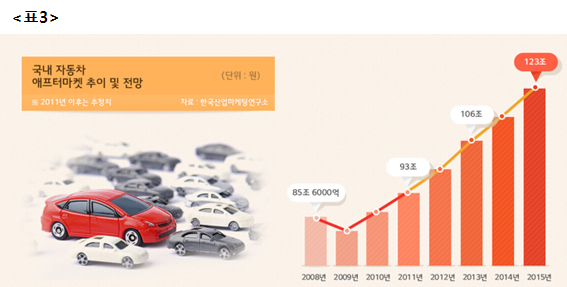 <표3>
국내 자동차
애프터마켓 추이 및 전망
(단위 : 원)
※ 2011년 이후는 추정치
자료 : 한국산업마케팅연구소
123조
106조
93조
85조 6000억
2008년 2009년 2010년 2011년 2012년 2013년 2014년 2015년